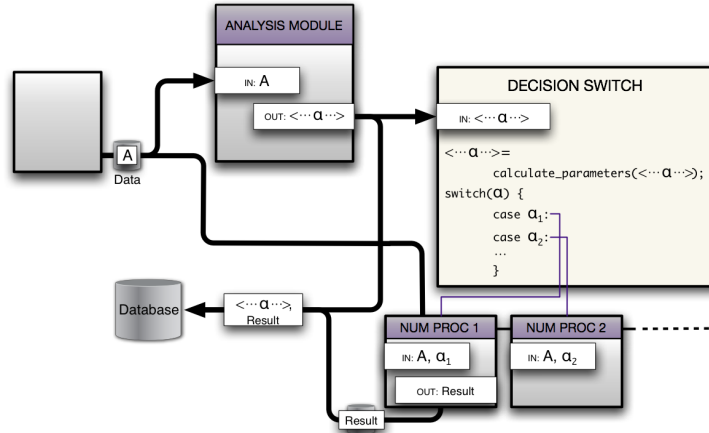 ANALYSIS MODULE
IN: A
OUT: <···α···>
A
Data
DECISION SWITCH
IN: <···α···>
<···α···>=
calculate_parameters(<···α···>);
switch(α) {
case α₁:
case α₂:
...
}
Database
<···α···>,
Result
NUM PROC 1
IN: A, α₁
OUT: Result
NUM PROC 2
IN: A, α₂
Result